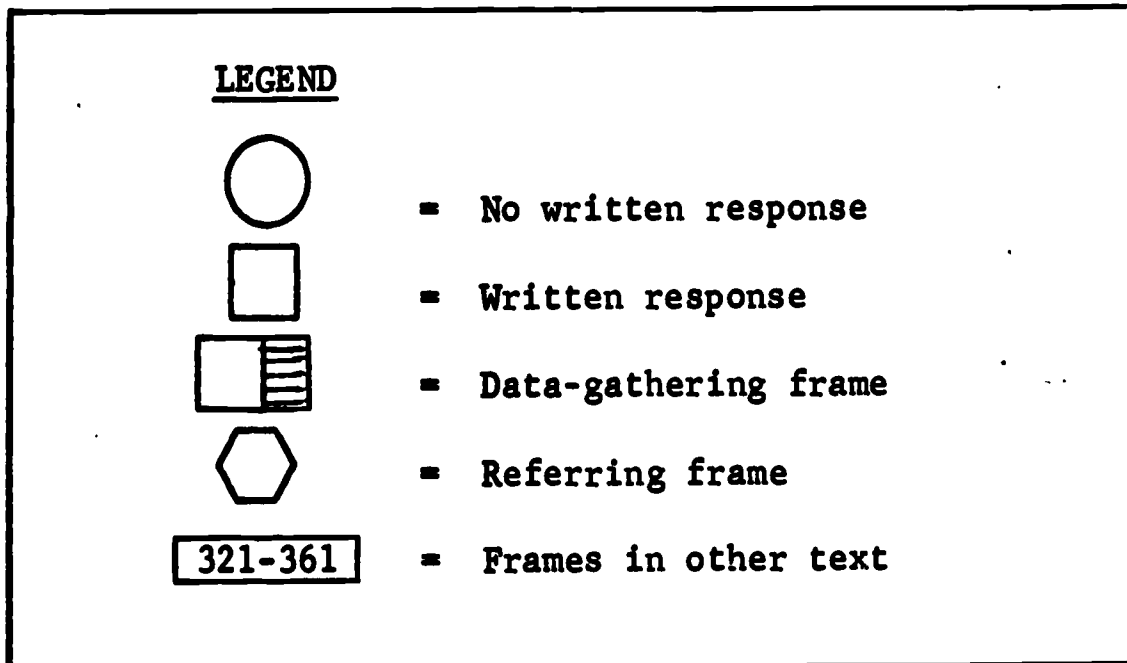 LEGEND
= No written response
= Written response
= Data-gathering frame
= Referring frame
321-361 = Frames in other text